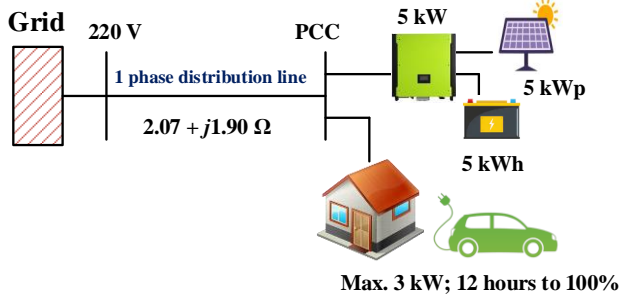 Grid
220 V
PCC
5 kW
1 phase distribution line
2.07 + j1.90 Ω
5 kWp
5 kWh
Max. 3 kW; 12 hours to 100%